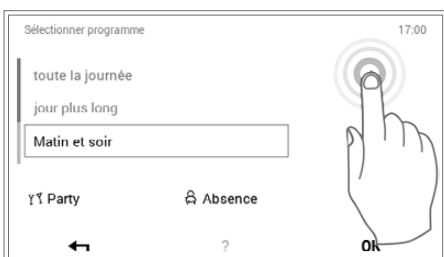 Sélectionner programme 17:00
toute la journée
jour plus long
Matin et soir
Party Absence
? OK